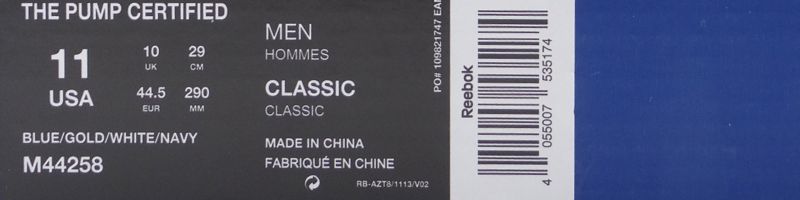 THE PUMP CERTIFIED
11
USA
10
UK
29
CM
44.5
EUR
290
MM
BLUE/GOLD/WHITE/NAVY
M44258
MEN
HOMMES
CLASSIC
CLASSIC
MADE IN CHINA
FABRIQUÉ EN CHINE
RB-AZT8/1113/V02
PO# 109821747 EAN
Reebok
4 055007 535174